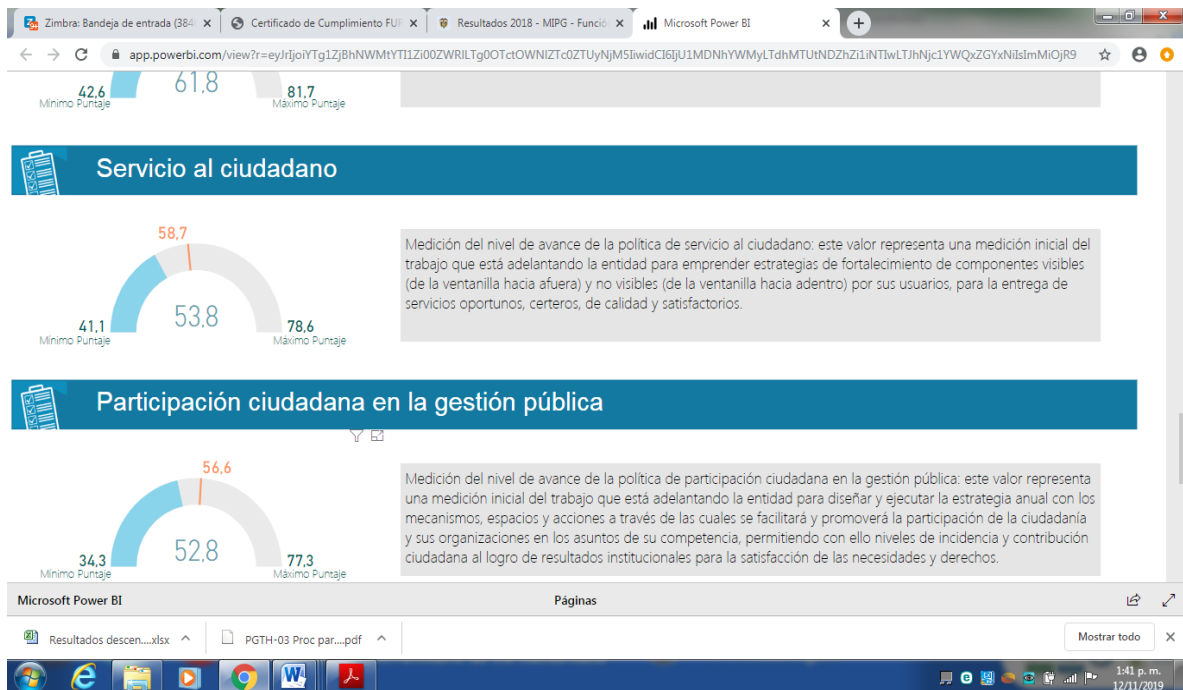 Zimbra: Bandeja de entrada (384
Certificado de Cumplimiento FUR
Resultados 2018 - MIPG - Funció
Microsoft Power BI
app.powerbi.com/view?r=eyJrIjoiYTg1ZjBhNWMtYTI1Zi00ZWRlLTg0OTctOWNlZTc0ZTUyNjM5IiwidCI6IjU1MDNhYWMyLTdhMTUtNDZhZi1iNTIwLTJhNjc1YWQxZGYxNiIsImMiOjR9
42,6
Mínimo Puntaje
61,8
81,7
Máximo Puntaje
Servicio al ciudadano
58,7
41,1
Mínimo Puntaje
53,8
78,6
Máximo Puntaje
Medición del nivel de avance de la política de servicio al ciudadano: este valor representa una medición inicial del
trabajo que está adelantando la entidad para emprender estrategias de fortalecimiento de componentes visibles
(de la ventanilla hacia afuera) y no visibles (de la ventanilla hacia adentro) por sus usuarios, para la entrega de
servicios oportunos, certeros, de calidad y satisfactorios.
Participación ciudadana en la gestión pública
56,6
34,3
Mínimo Puntaje
52,8
77,3
Máximo Puntaje
Medición del nivel de avance de la política de participación ciudadana en la gestión pública: este valor representa
una medición inicial del trabajo que está adelantando la entidad para diseñar y ejecutar la estrategia anual con los
mecanismos, espacios y acciones a través de las cuales se facilitará y promoverá la participación de la ciudadanía
y sus organizaciones en los asuntos de su competencia, permitiendo con ello niveles de incidencia y contribución
ciudadana al logro de resultados institucionales para la satisfacción de las necesidades y derechos.
Microsoft Power BI
Páginas
Resultados descen....xlsx
PGTH-03 Proc par....pdf
Mostrar todo
1:41 p. m.
12/11/2019